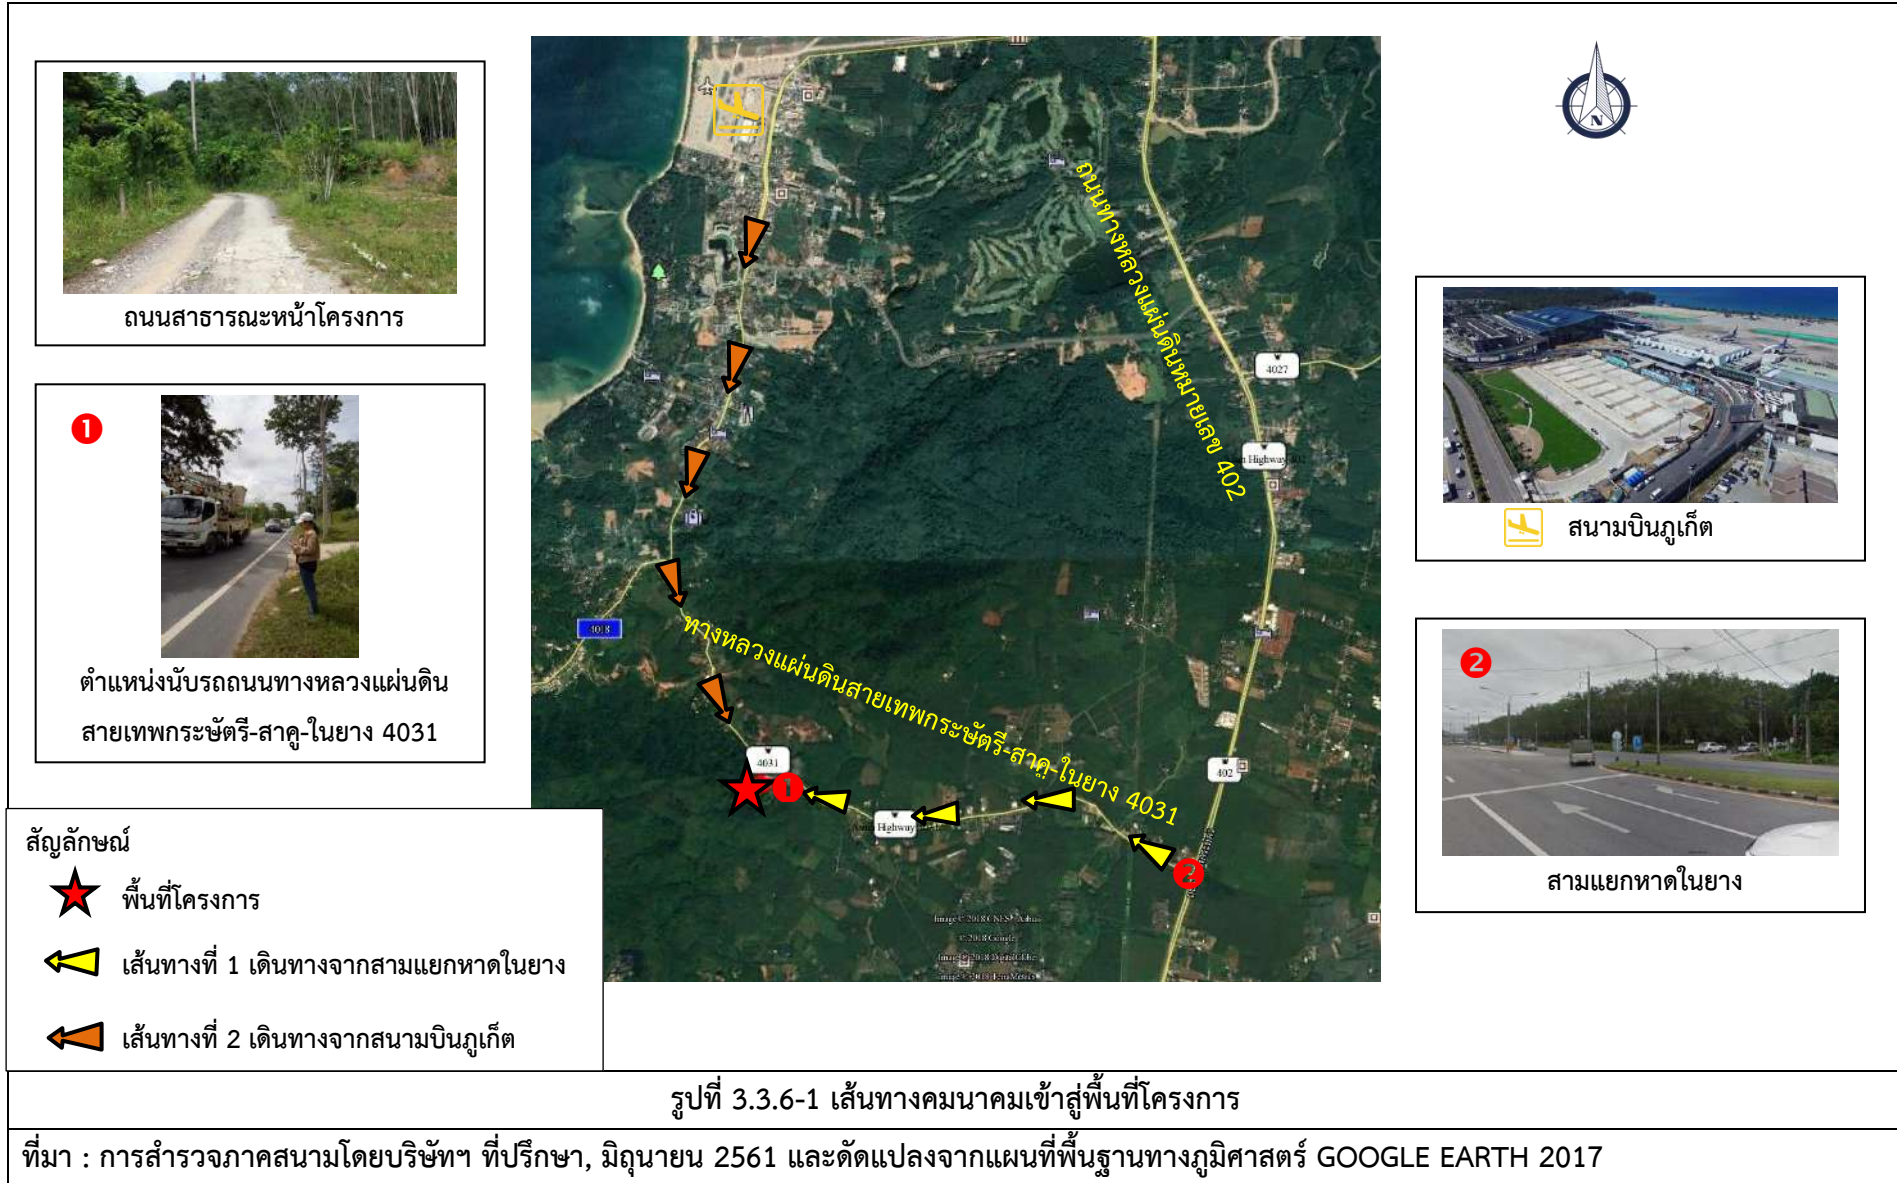 ถนนสาธารณะหน้าโครงการ
1
ตำแหน่งนับรถถนนทางหลวงแผ่นดิน
สายเทพกระษัตรี-สาคู-ในยาง 4031
N
สนามบินภูเก็ต
2
สามแยกหาดในยาง
ถนนทางหลวงแผ่นดินหมายเลข 402
4027
Highway 402
4018
ทางหลวงแผ่นดินสายเทพกระษัตรี-สาคู-ในยาง 4031
4031
402
1
Highway
2
Image © 2018 CNES / Airbus
© 2018 Google
Image © 2018 DigitalGlobe
Image © 2018 TerraMetrics
สัญลักษณ์
พื้นที่โครงการ
เส้นทางที่ 1 เดินทางจากสามแยกหาดในยาง
เส้นทางที่ 2 เดินทางจากสนามบินภูเก็ต
รูปที่ 3.3.6-1 เส้นทางคมนาคมเข้าสู่พื้นที่โครงการ
ที่มา : การสำรวจภาคสนามโดยบริษัทฯ ที่ปรึกษา, มิถุนายน 2561 และดัดแปลงจากแผนที่พื้นฐานทางภูมิศาสตร์ GOOGLE EARTH 2017